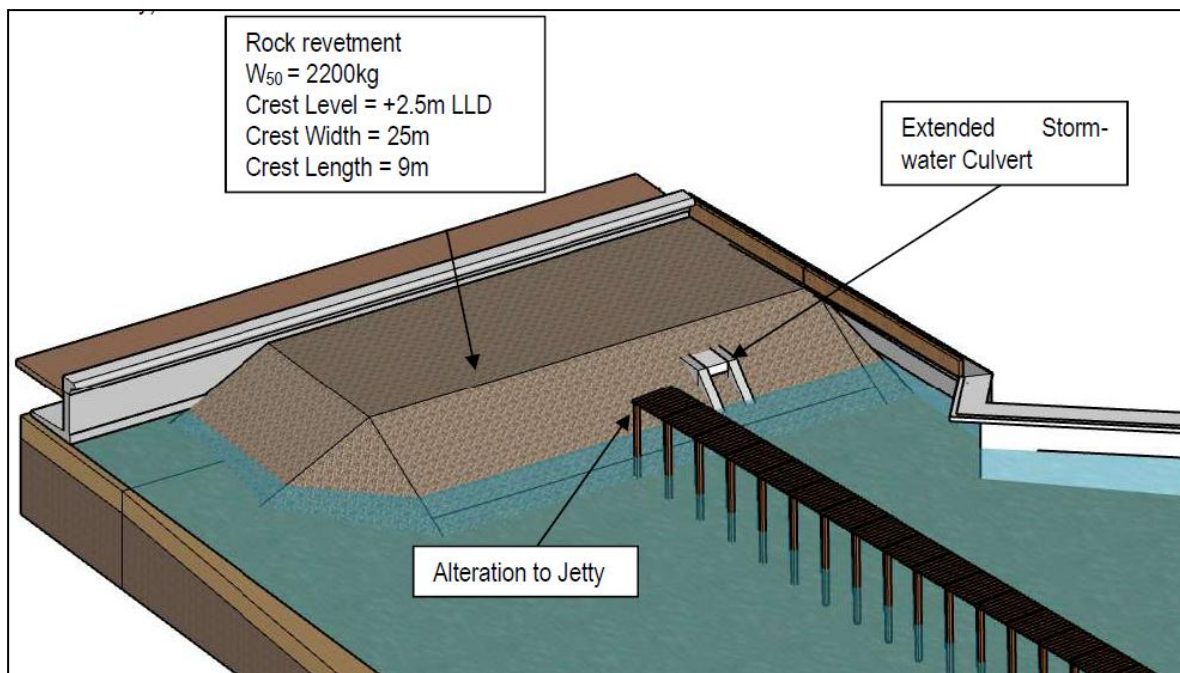 Rock revetment
W₅₀ = 2200kg
Crest Level = +2.5m LLD
Crest Width = 25m
Crest Length = 9m
Extended Storm-
water Culvert
Alteration to Jetty